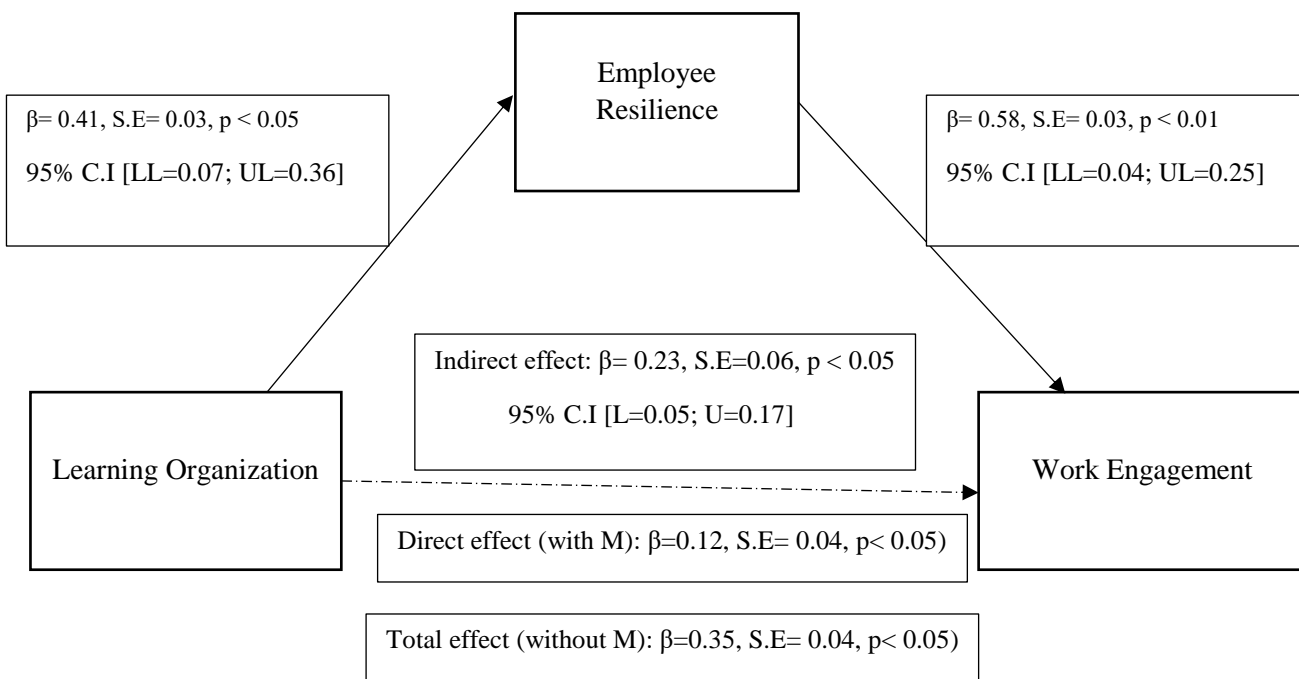 Employee
Resilience
β= 0.41, S.E= 0.03, p < 0.05
95% C.I [LL=0.07; UL=0.36]
β= 0.58, S.E= 0.03, p < 0.01
95% C.I [LL=0.04; UL=0.25]
Indirect effect: β= 0.23, S.E=0.06, p < 0.05
95% C.I [L=0.05; U=0.17]
Learning Organization
Work Engagement
Direct effect (with M): β=0.12, S.E= 0.04, p< 0.05)
Total effect (without M): β=0.35, S.E= 0.04, p< 0.05)